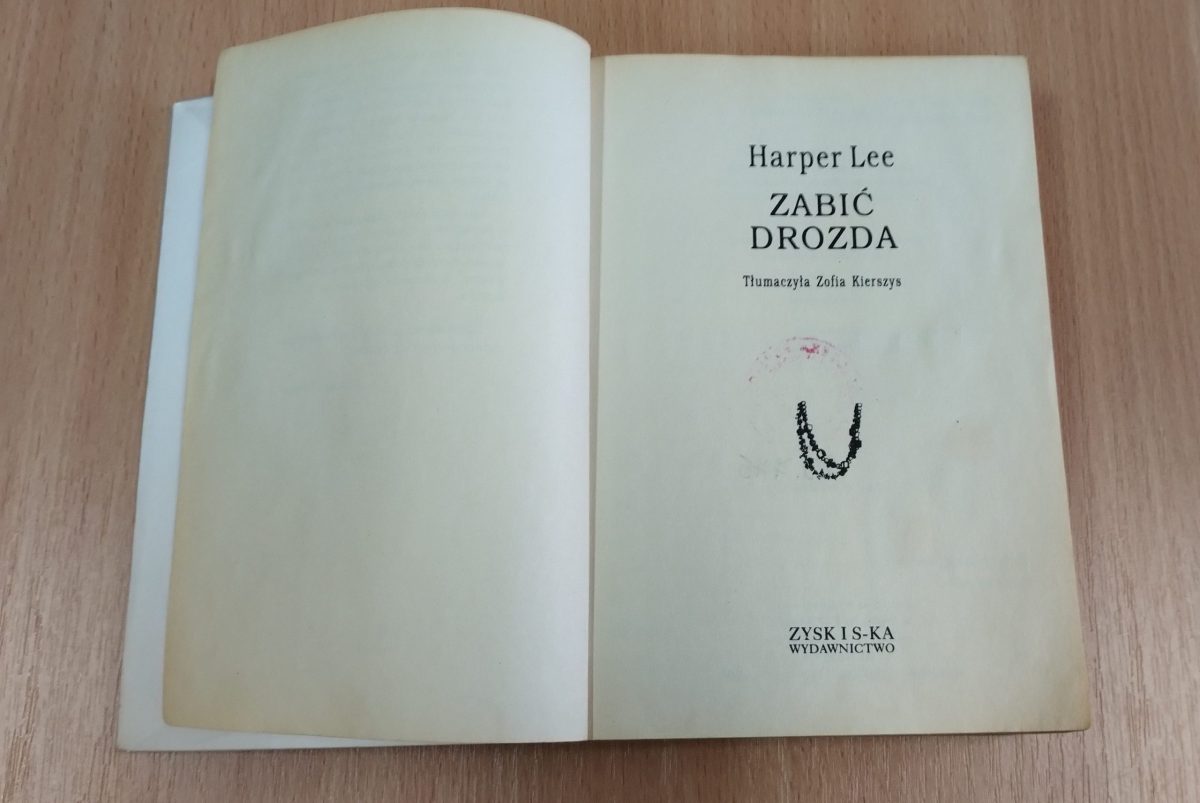 Harper Lee
ZABIĆ
DROZDA
Tłumaczyła Zofia Kierszys
ZYSK I S-KA
WYDAWNICTWO